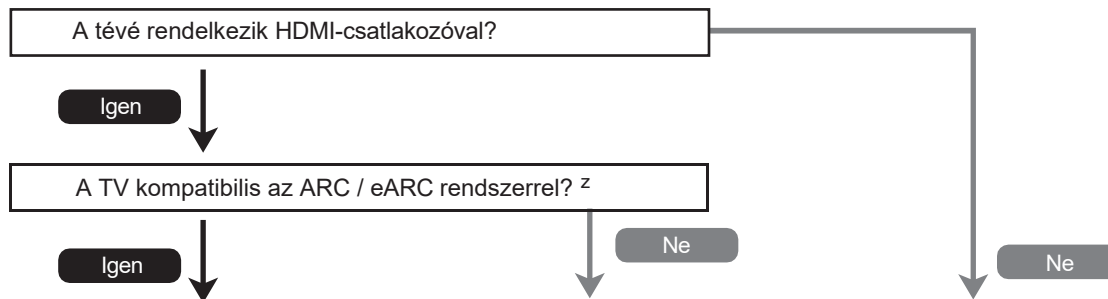 A tévé rendelkezik HDMI-csatlakozóval?
Igen
A TV kompatibilis az ARC / eARC rendszerrel? z
Ne
Igen
Ne